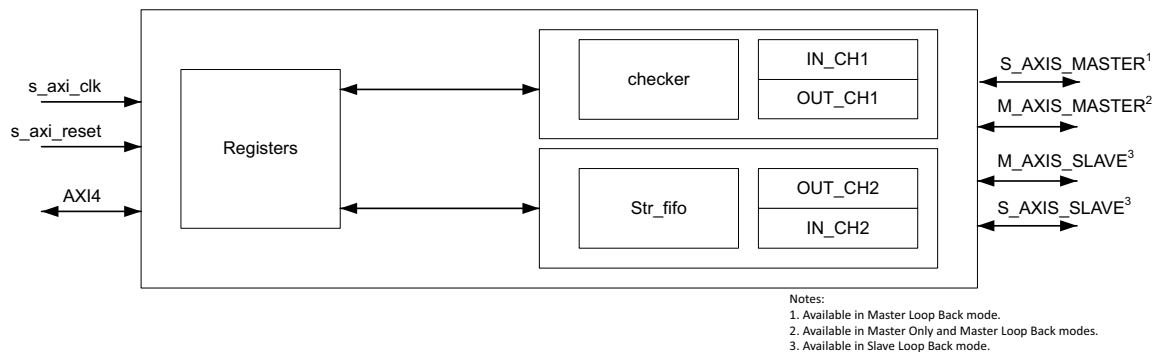 s_axi_clk
s_axi_reset
AXI4
Registers
checker
IN_CH1
OUT_CH1
Str_fifo
OUT_CH2
IN_CH2
S_AXIS_MASTER¹
M_AXIS_MASTER²
M_AXIS_SLAVE³
S_AXIS_SLAVE³
Notes:
1. Available in Master Loop Back mode.
2. Available in Master Only and Master Loop Back modes.
3. Available in Slave Loop Back mode.